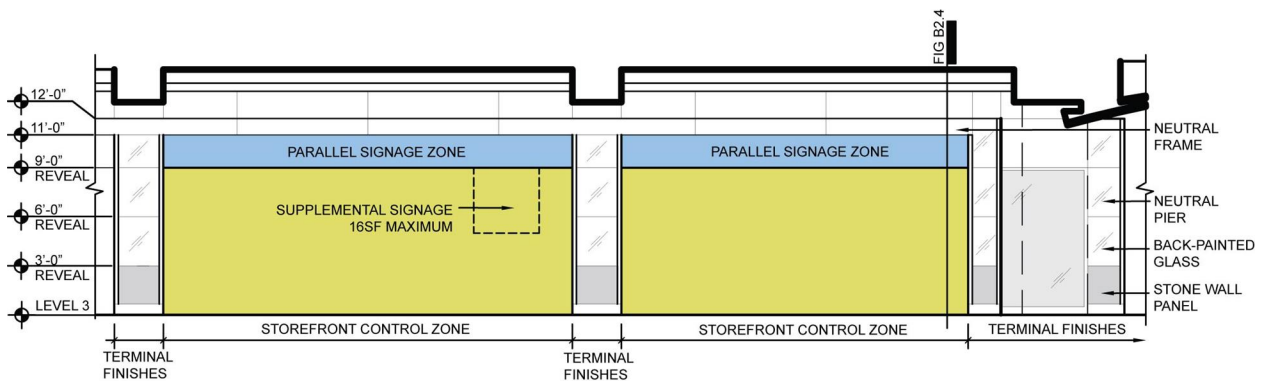 FIG B2.4
12'-0"
11'-0"
9'-0"
REVEAL
6'-0"
REVEAL
3'-0"
REVEAL
LEVEL 3
PARALLEL SIGNAGE ZONE
PARALLEL SIGNAGE ZONE
SUPPLEMENTAL SIGNAGE
16SF MAXIMUM
NEUTRAL
FRAME
NEUTRAL
PIER
BACK-PAINTED
GLASS
STONE WALL
PANEL
STOREFRONT CONTROL ZONE
STOREFRONT CONTROL ZONE
TERMINAL FINISHES
TERMINAL
FINISHES
TERMINAL
FINISHES